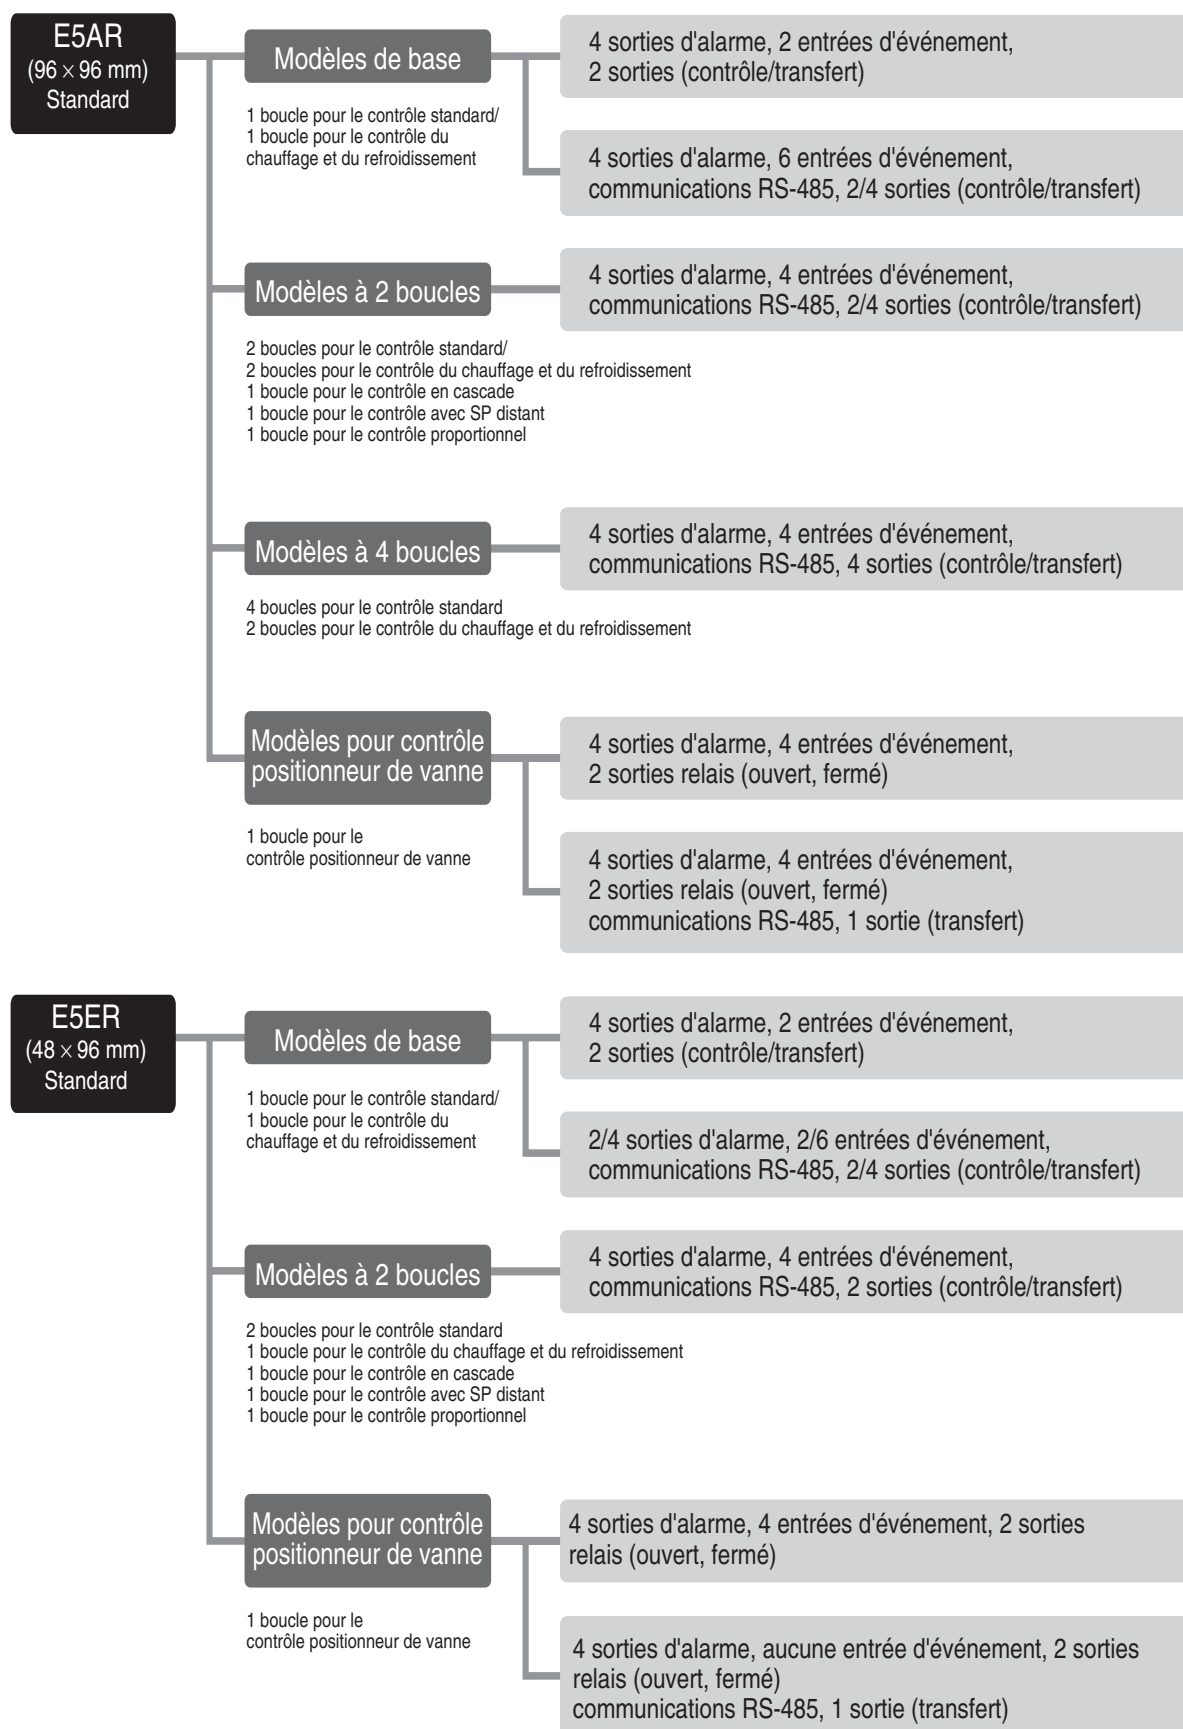 E5AR
(96 × 96 mm)
Standard
Modèles de base
1 boucle pour le contrôle standard/
1 boucle pour le contrôle du
chauffage et du refroidissement
4 sorties d'alarme, 2 entrées d'événement,
2 sorties (contrôle/transfert)
4 sorties d'alarme, 6 entrées d'événement,
communications RS-485, 2/4 sorties (contrôle/transfert)
Modèles à 2 boucles
4 sorties d'alarme, 4 entrées d'événement,
communications RS-485, 2/4 sorties (contrôle/transfert)
2 boucles pour le contrôle standard/
2 boucles pour le contrôle du chauffage et du refroidissement
1 boucle pour le contrôle en cascade
1 boucle pour le contrôle avec SP distant
1 boucle pour le contrôle proportionnel
Modèles à 4 boucles
4 sorties d'alarme, 4 entrées d'événement,
communications RS-485, 4 sorties (contrôle/transfert)
4 boucles pour le contrôle standard
2 boucles pour le contrôle du chauffage et du refroidissement
Modèles pour contrôle
positionneur de vanne
1 boucle pour le
contrôle positionneur de vanne
4 sorties d'alarme, 4 entrées d'événement,
2 sorties relais (ouvert, fermé)
4 sorties d'alarme, 4 entrées d'événement,
2 sorties relais (ouvert, fermé)
communications RS-485, 1 sortie (transfert)
E5ER
(48 × 96 mm)
Standard
Modèles de base
1 boucle pour le contrôle standard/
1 boucle pour le contrôle du
chauffage et du refroidissement
4 sorties d'alarme, 2 entrées d'événement,
2 sorties (contrôle/transfert)
2/4 sorties d'alarme, 2/6 entrées d'événement,
communications RS-485, 2/4 sorties (contrôle/transfert)
Modèles à 2 boucles
4 sorties d'alarme, 4 entrées d'événement,
communications RS-485, 2 sorties (contrôle/transfert)
2 boucles pour le contrôle standard
1 boucle pour le contrôle du chauffage et du refroidissement
1 boucle pour le contrôle en cascade
1 boucle pour le contrôle avec SP distant
1 boucle pour le contrôle proportionnel
Modèles pour contrôle
positionneur de vanne
1 boucle pour le
contrôle positionneur de vanne
4 sorties d'alarme, 4 entrées d'événement, 2 sorties
relais (ouvert, fermé)
4 sorties d'alarme, aucune entrée d'événement, 2 sorties
relais (ouvert, fermé)
communications RS-485, 1 sortie (transfert)